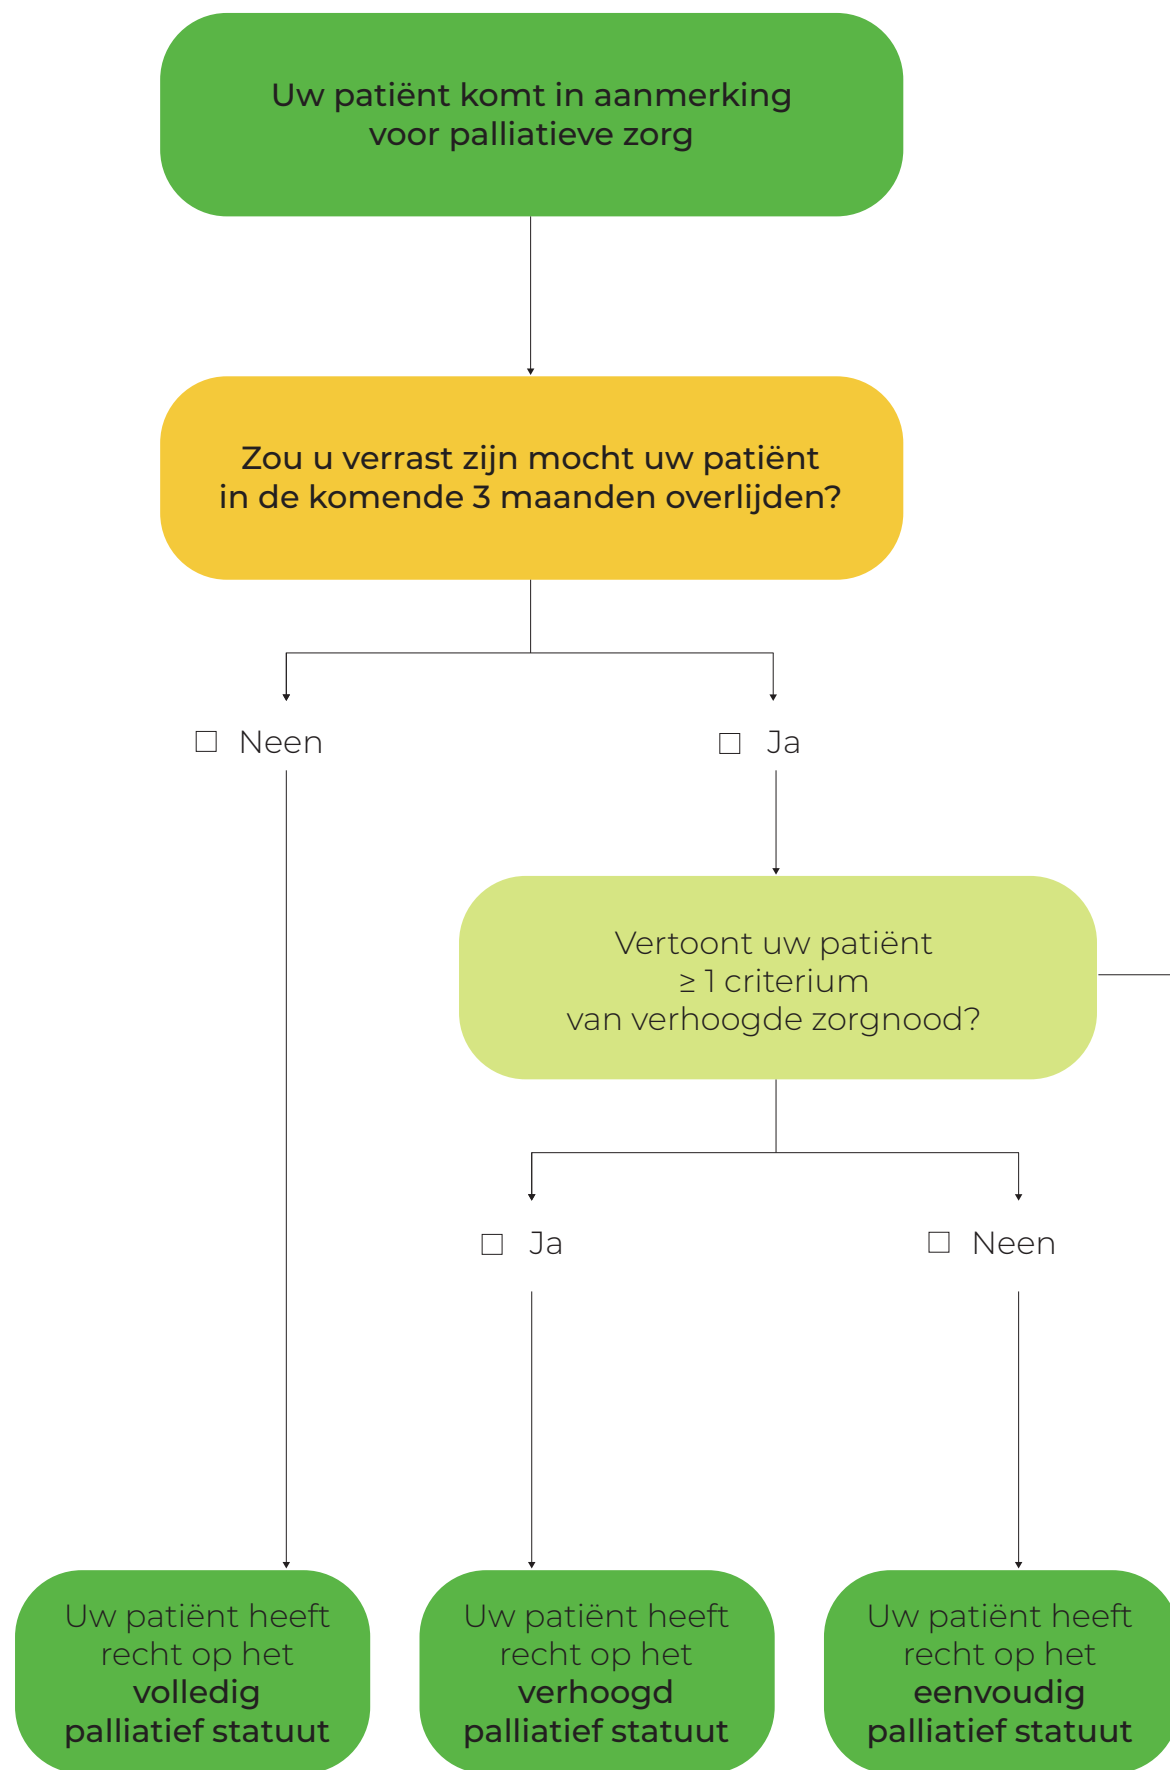 Uw patiënt komt in aanmerking
voor palliatieve zorg
Zou u verrast zijn mocht uw patiënt
in de komende 3 maanden overlijden?
☐ Neen
☐ Ja
Vertoont uw patiënt
≥ 1 criterium
van verhoogde zorgnood?
☐ Ja
☐ Neen
Uw patiënt heeft
recht op het
volledig
palliatief statuut
Uw patiënt heeft
recht op het
verhoogd
palliatief statuut
Uw patiënt heeft
recht op het
eenvoudig
palliatief statuut